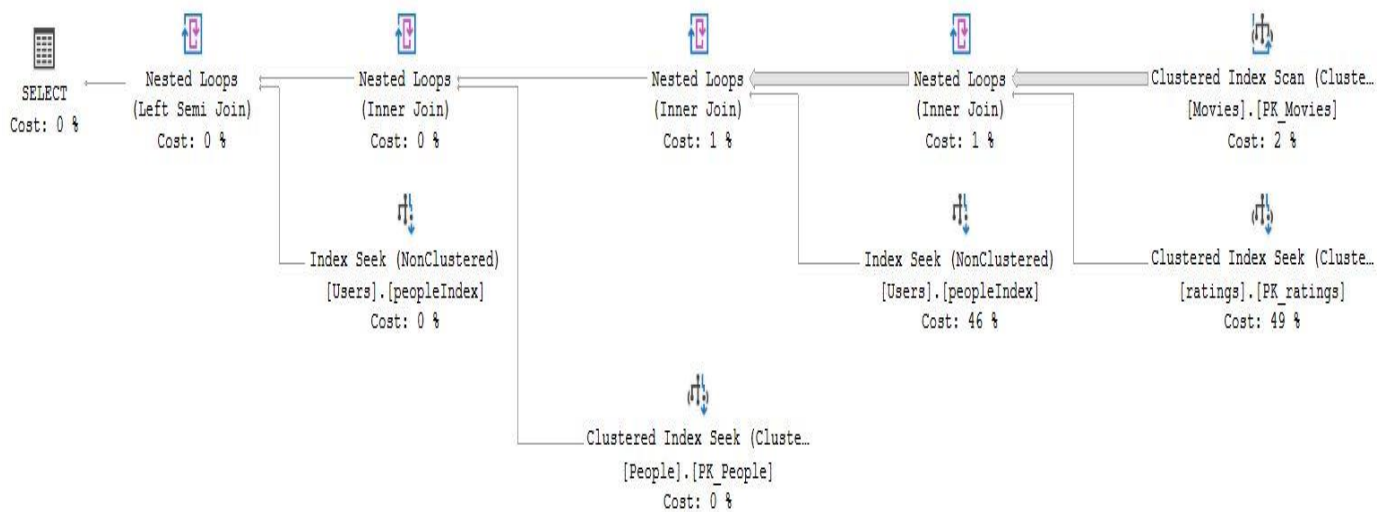 SELECT
Cost: 0 %
Nested Loops
(Left Semi Join)
Cost: 0 %
Nested Loops
(Inner Join)
Cost: 0 %
Nested Loops
(Inner Join)
Cost: 1 %
Nested Loops
(Inner Join)
Cost: 1 %
Clustered Index Scan (Cluste…
[Movies].[PK_Movies]
Cost: 2 %
Index Seek (NonClustered)
[Users].[peopleIndex]
Cost: 0 %
Index Seek (NonClustered)
[Users].[peopleIndex]
Cost: 46 %
Clustered Index Seek (Cluste…
[ratings].[PK_ratings]
Cost: 49 %
Clustered Index Seek (Cluste…
[People].[PK_People]
Cost: 0 %